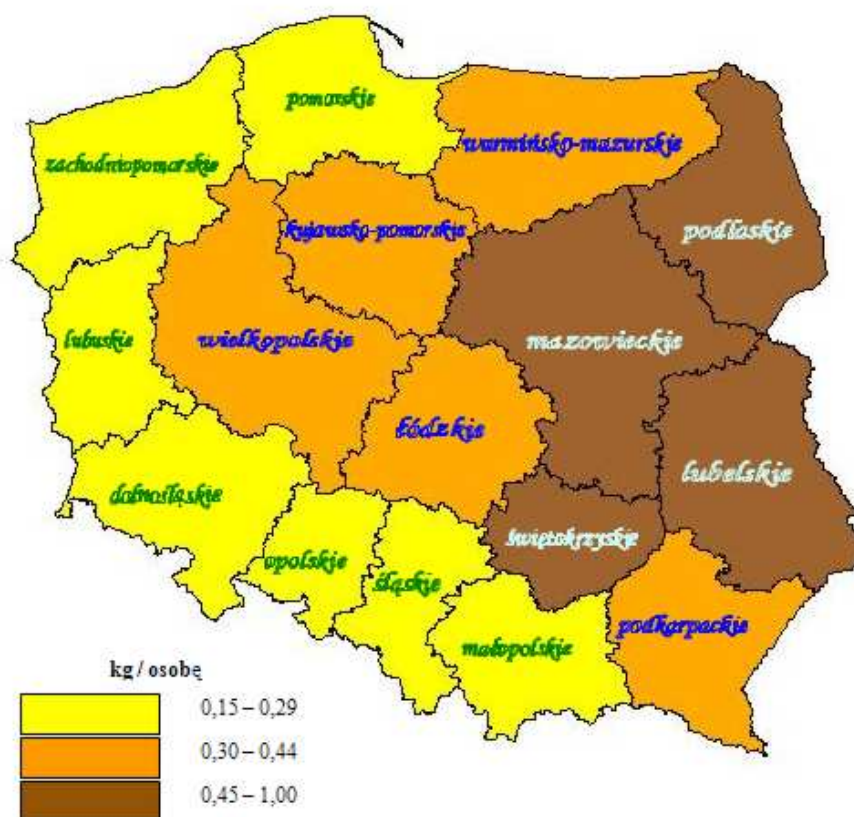 pomorskie
warmińsko-mazurskie
zachodniopomorskie
kujawsko-pomorskie
podlaskie
lubuskie
wielkopolskie
mazowieckie
łódzkie
lubelskie
dolnośląskie
opolskie
śląskie
świętokrzyskie
małopolskie
podkarpackie
kg / osobę
0,15 – 0,29
0,30 – 0,44
0,45 – 1,00